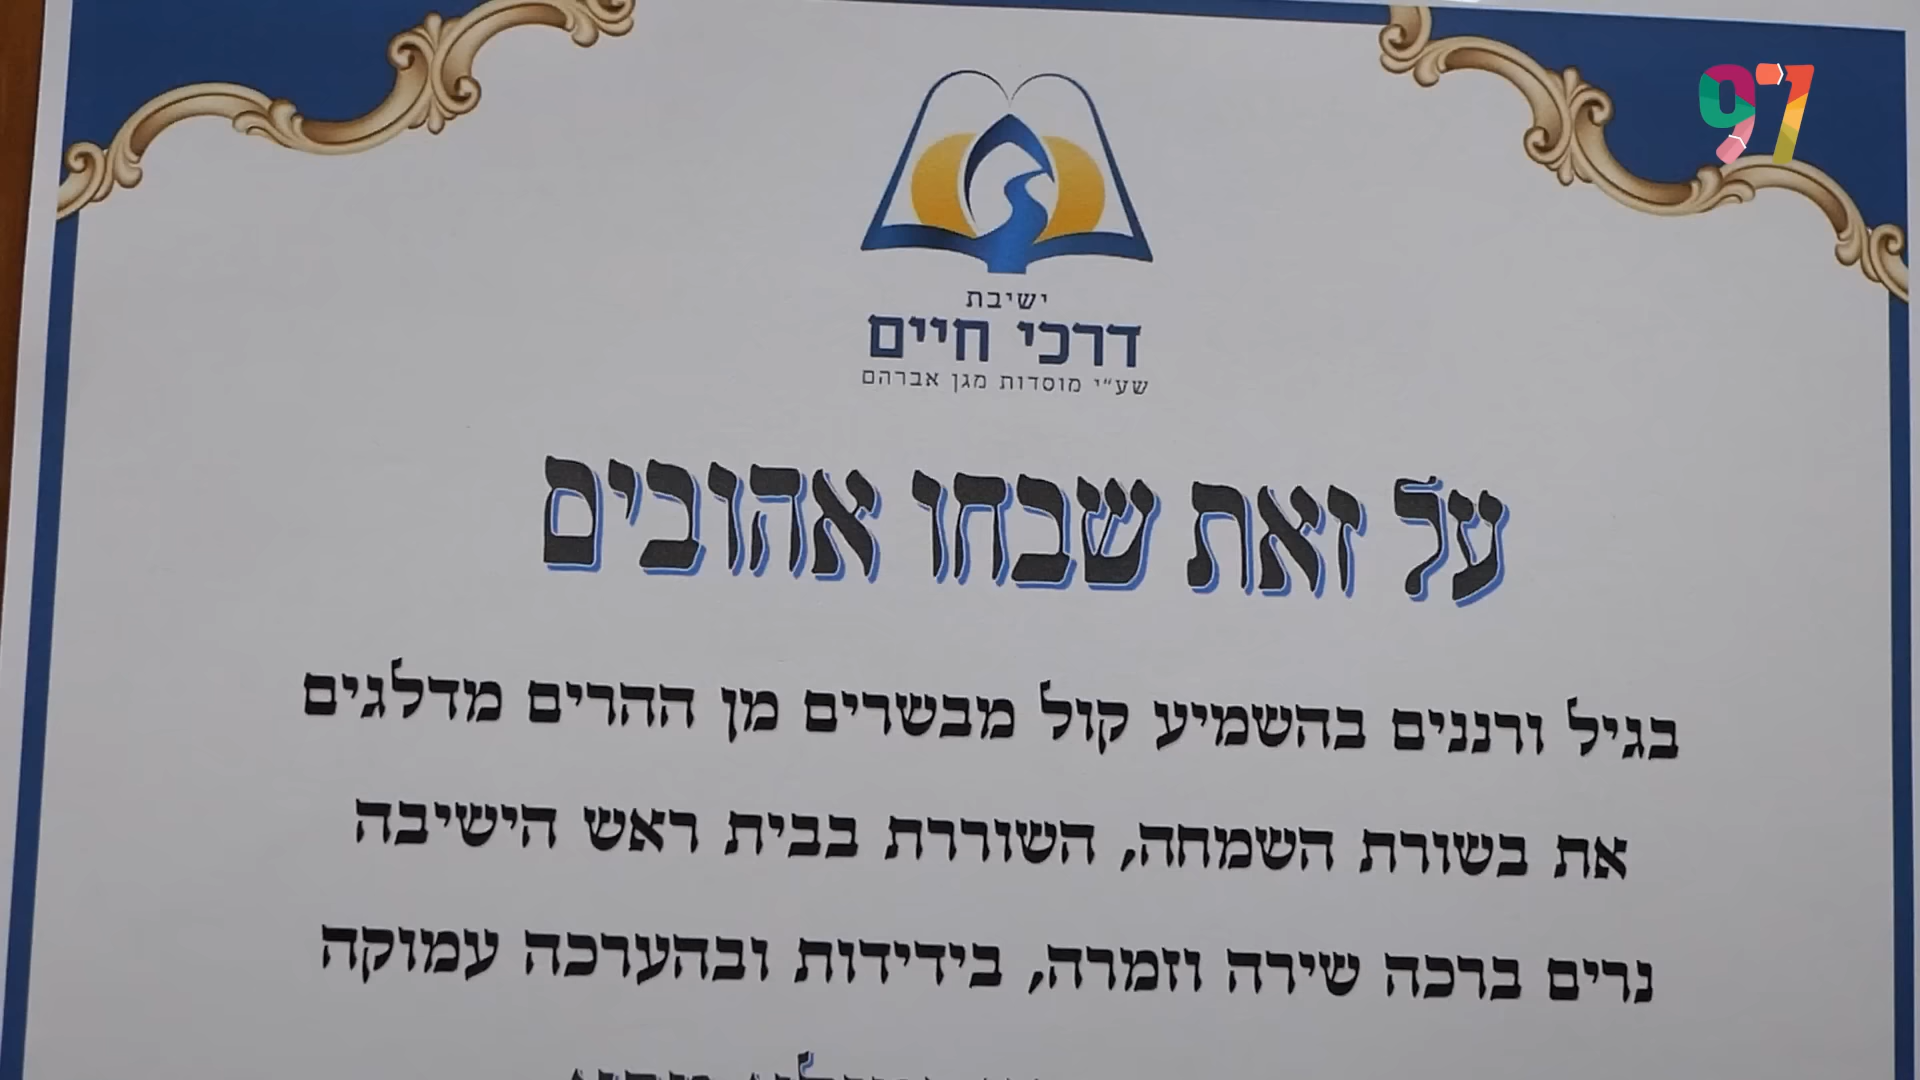 97
ישיבת
דרכי חיים
שע״י מוסדות מגן אברהם
על זאת שבחו אהובים
בגיל ורננים בהשמיע קול מבשרים מן ההרים מדלגים
את בשורת השמחה, השוררת בבית ראש הישיבה
נרים ברכה שירה וזמרה, בידידות ובהערכה עמוקה